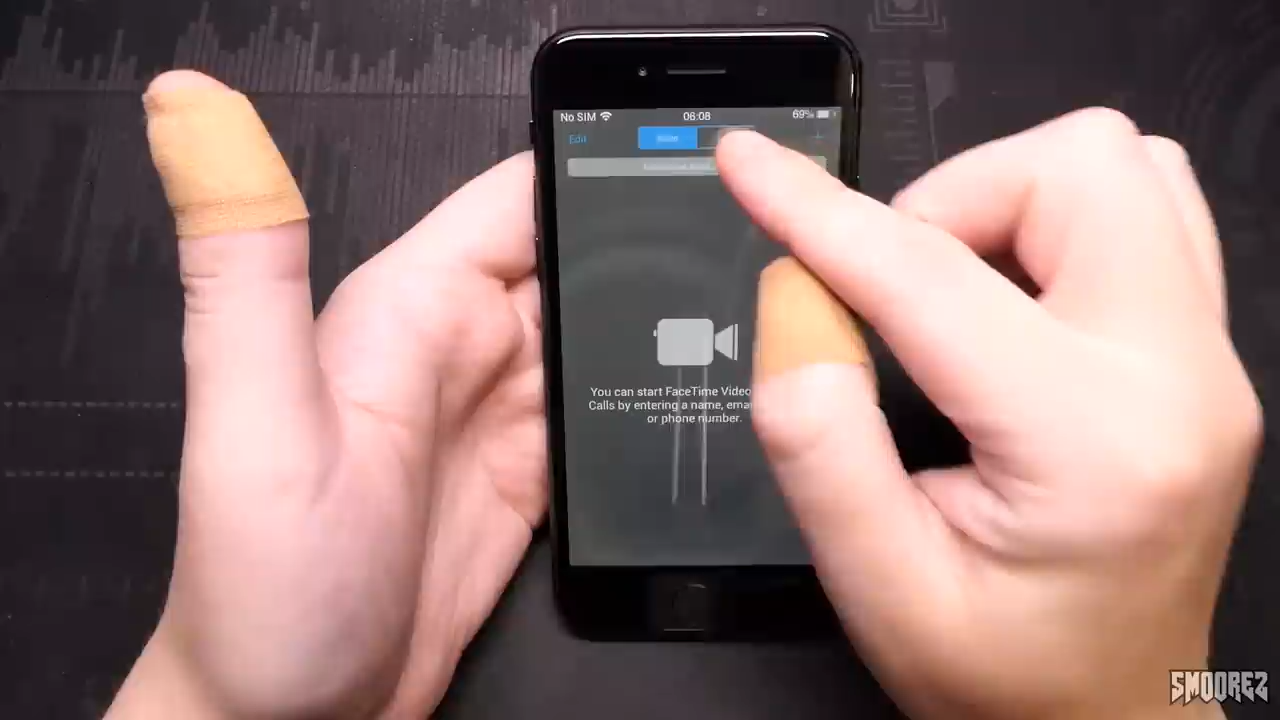 No SIM
06:08
69%
Edit
You can start FaceTime Video
Calls by entering a name, emai
or phone number.
SMOOREZ